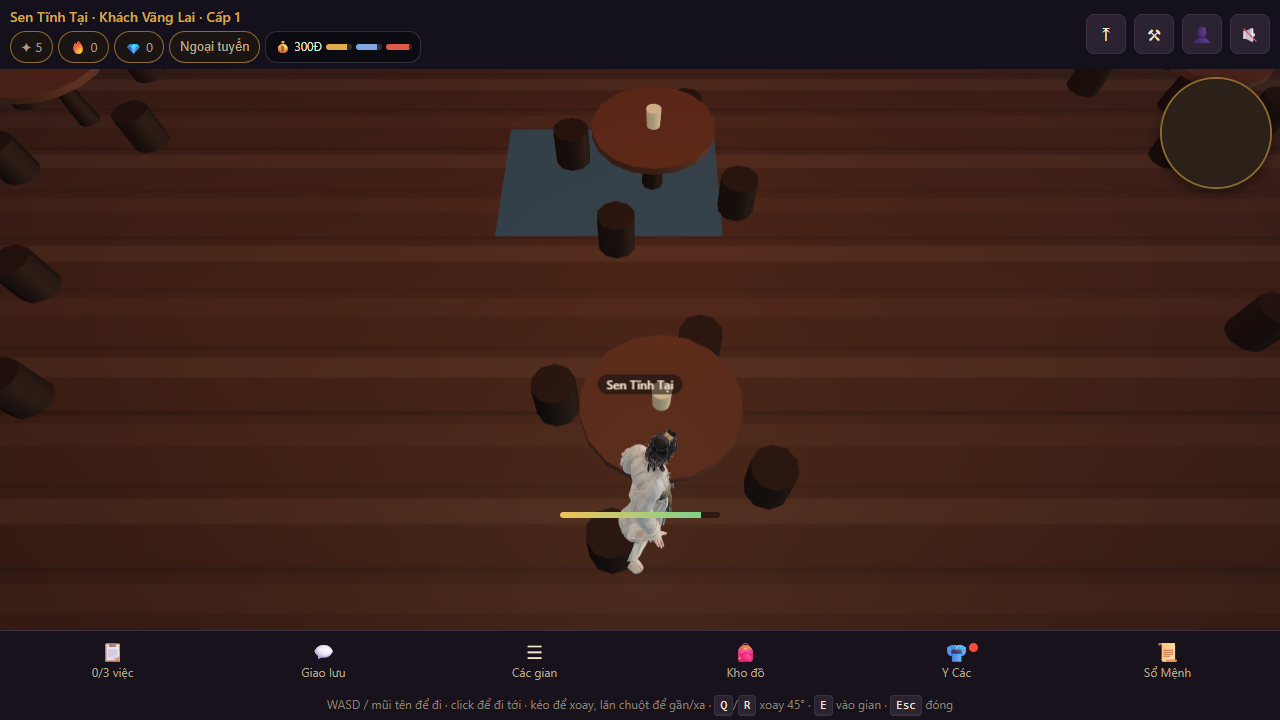 Sen Tĩnh Tại · Khách Vãng Lai · Cấp 1
5 0 0 Ngoại tuyến 300Đ
Sen Tĩnh Tại
0/3 việc Giao lưu Các gian Kho đồ Y Các Sổ Mệnh
WASD / mũi tên để đi · click để đi tới · kéo để xoay, lăn chuột để gần/xa · Q / R xoay 45° · E vào gian · Esc đóng